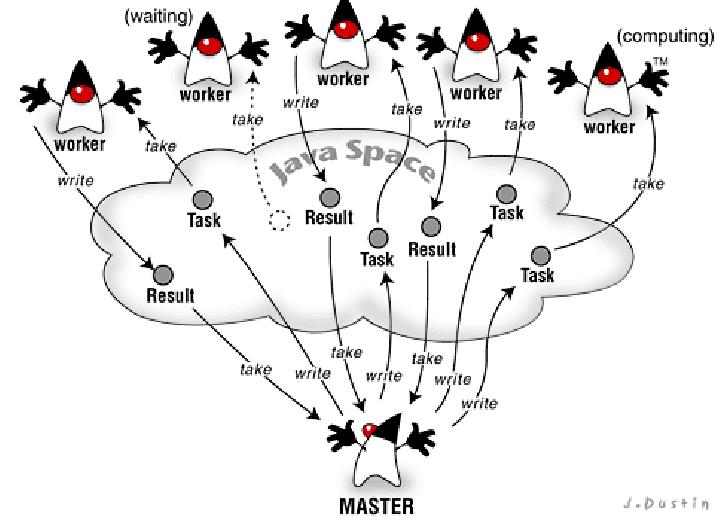 (waiting)
(computing)
TM
worker
worker
worker
worker
worker
write
take
take
write
take
write
take
take
Java Space
Task
Result
Task
Result
Task
Task
Result
take
write
take
write
take
write
write
MASTER
J.Dustin